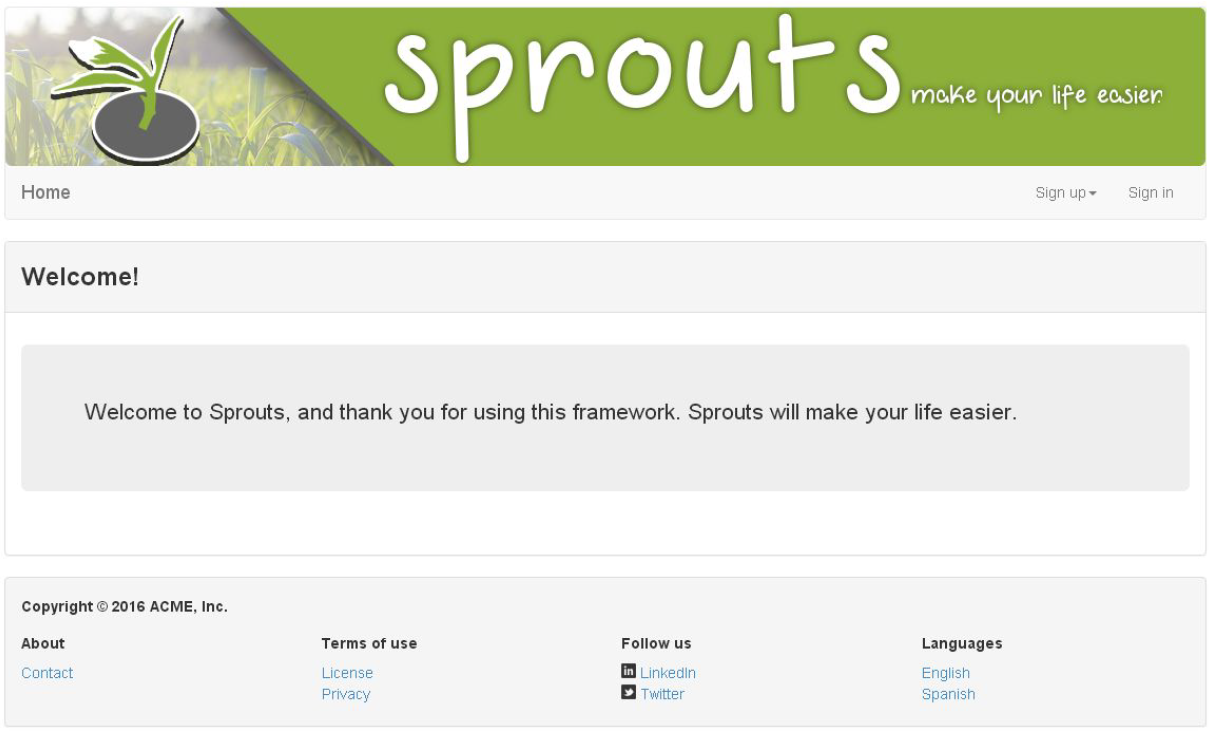 sprouts make your life easier.
Home Sign up Sign in
Welcome!
Welcome to Sprouts, and thank you for using this framework. Sprouts will make your life easier.
Copyright © 2016 ACME, Inc.
About
Contact
Terms of use
License
Privacy
Follow us
in LinkedIn
Twitter
Languages
English
Spanish